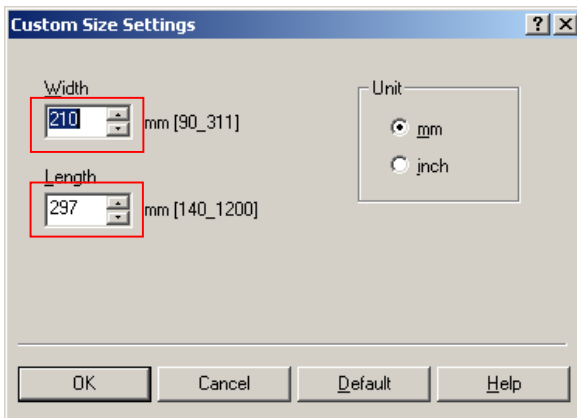 Custom Size Settings
Width
210 mm [90_311]
Length
297 mm [140_1200]
Unit
mm
inch
OK Cancel Default Help